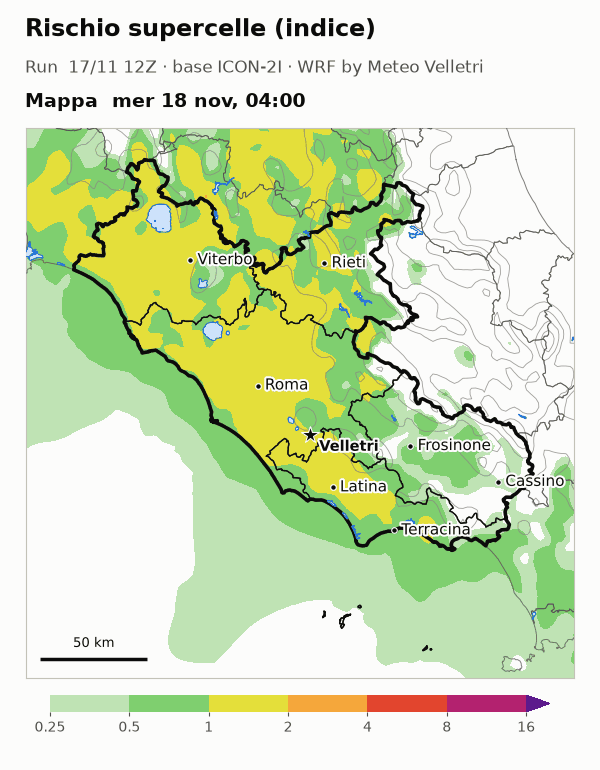 Rischio supercelle (indice)
Run  17/11 12Z · base ICON-2I · WRF by Meteo Velletri
Mappa  mer 18 nov, 04:00
Viterbo
Rieti
Roma
Velletri
Frosinone
Cassino
Latina
Terracina
50 km
0.25 0.5 1 2 4 8 16